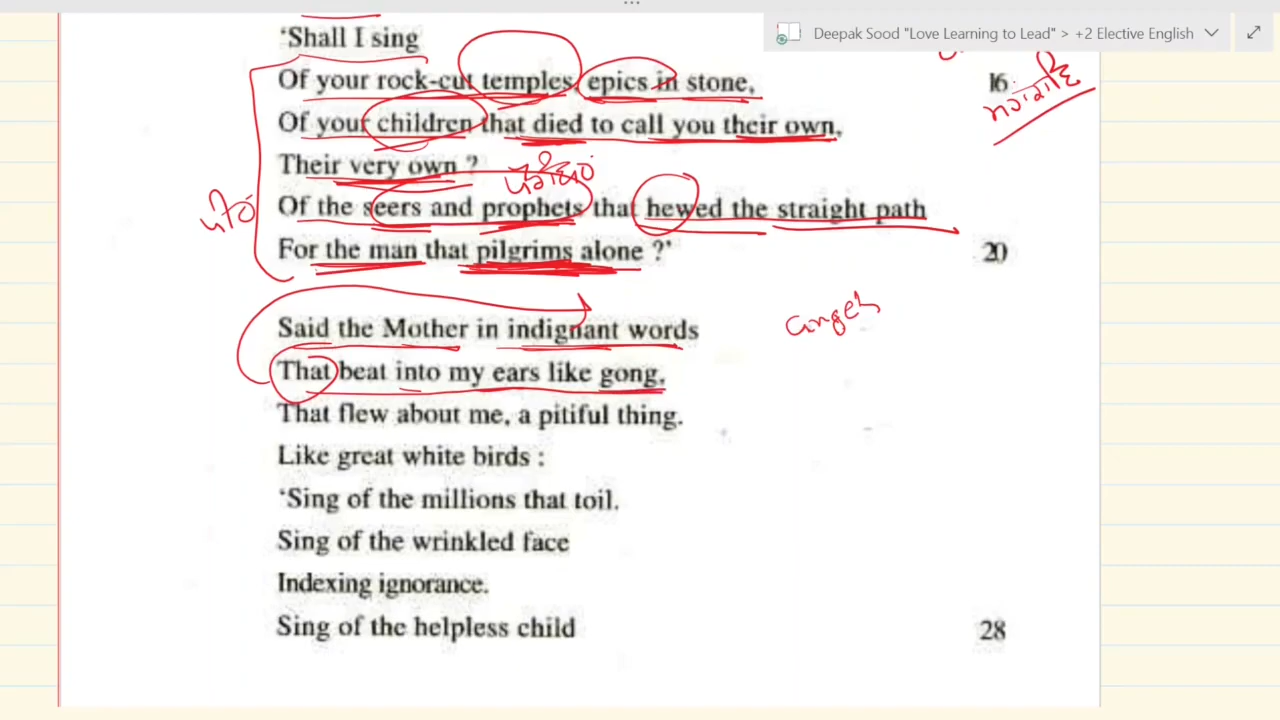 Deepak Sood "Love Learning to Lead" > +2 Elective English
'Shall I sing
Of your rock-cut temples, epics in stone, 16
Of your children that died to call you their own,
Their very own ?
Of the seers and prophets that hewed the straight path
For the man that pilgrims alone ?' 20
Said the Mother in indignant words
That beat into my ears like gong,
That flew about me, a pitiful thing.
Like great white birds :
'Sing of the millions that toil.
Sing of the wrinkled face
Indexing ignorance.
Sing of the helpless child 28